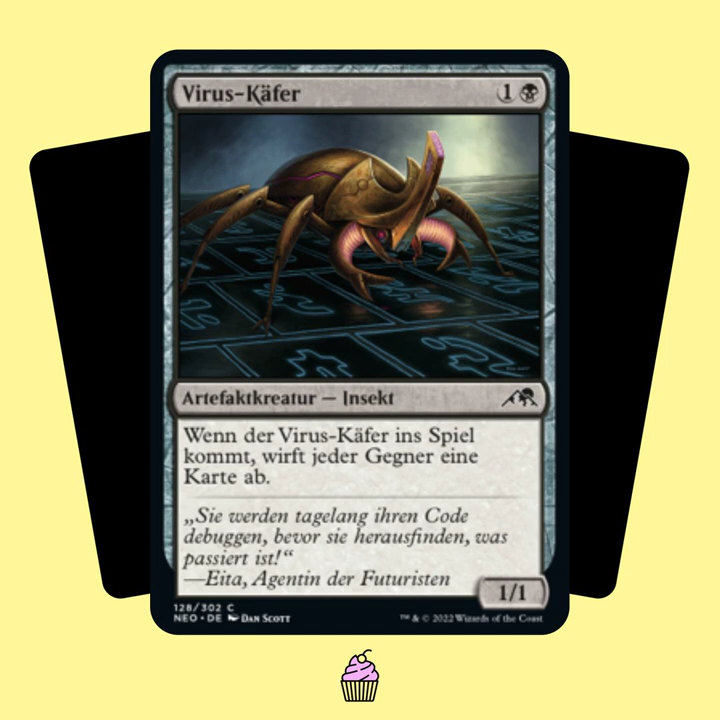 Virus-Käfer 1
Artefaktkreatur — Insekt
Wenn der Virus-Käfer ins Spiel
kommt, wirft jeder Gegner eine
Karte ab.
„Sie werden tagelang ihren Code
debuggen, bevor sie herausfinden, was
passiert ist!“
—Eita, Agentin der Futuristen
1/1
128/302 C
NEO • DE Dan Scott
™ & © 2022 Wizards of the Coast